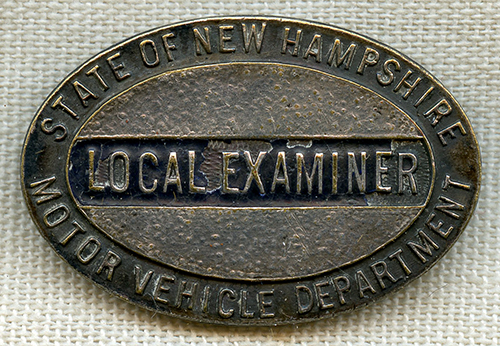 STATE OF NEW HAMPSHIRE
LOCAL EXAMINER
MOTOR VEHICLE DEPARTMENT